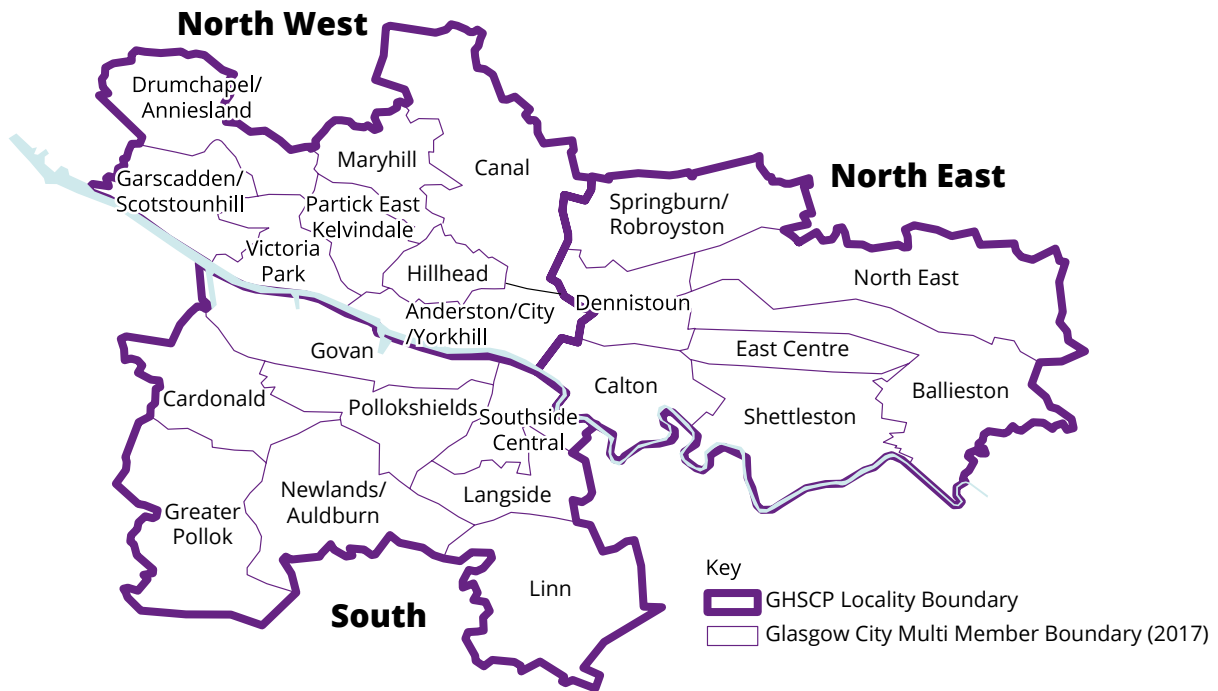 North West
Drumchapel/
Anniesland
Maryhill
Canal
Garscadden/
Scotstounhill
Partick East
Kelvindale
Victoria
Park
Hillhead
Anderston/City
/Yorkhill
North East
Springburn/
Robroyston
North East
Dennistoun
East Centre
Calton
Shettleston
Ballieston
Govan
Cardonald
Pollokshields
Southside
Central
Newlands/
Auldburn
Langside
Greater
Pollok
Linn
South
Key
GHSCP Locality Boundary
Glasgow City Multi Member Boundary (2017)